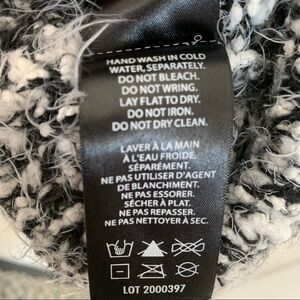 HAND WASH IN COLD
WATER, SEPARATELY.
DO NOT BLEACH.
DO NOT WRING.
LAY FLAT TO DRY.
DO NOT IRON.
DO NOT DRY CLEAN.
LAVER À LA MAIN
À L'EAU FROIDE,
SÉPARÉMENT.
NE PAS UTILISER D'AGENT
DE BLANCHIMENT.
NE PAS ESSORER.
SÉCHER À PLAT.
NE PAS REPASSER.
NE PAS NETTOYER À SEC.
LOT 2000397